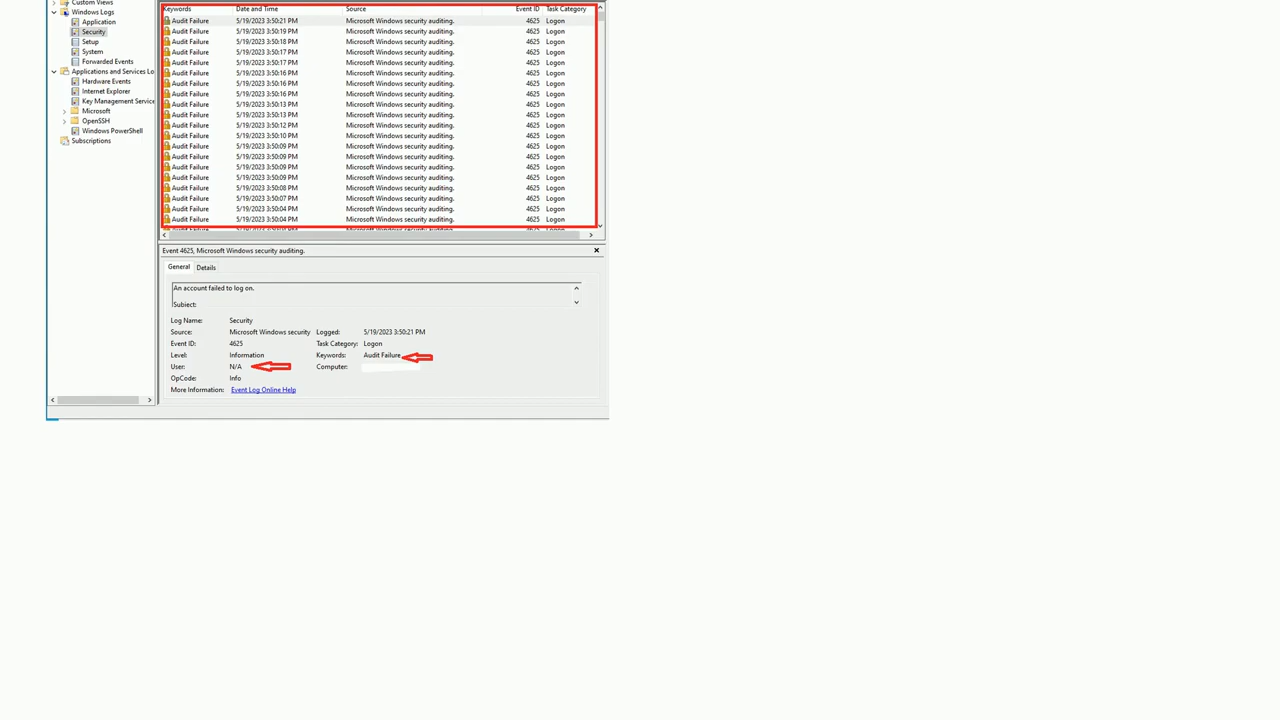 Custom Views
Windows Logs
Application
Security
Setup
System
Forwarded Events
Applications and Services Lo
Hardware Events
Internet Explorer
Key Management Service
Microsoft
OpenSSH
Windows PowerShell
Subscriptions
Keywords Date and Time Source Event ID Task Category
Audit Failure 5/19/2023 3:50:21 PM Microsoft Windows security auditing. 4625 Logon
Audit Failure 5/19/2023 3:50:19 PM Microsoft Windows security auditing. 4625 Logon
Audit Failure 5/19/2023 3:50:18 PM Microsoft Windows security auditing. 4625 Logon
Audit Failure 5/19/2023 3:50:17 PM Microsoft Windows security auditing. 4625 Logon
Audit Failure 5/19/2023 3:50:17 PM Microsoft Windows security auditing. 4625 Logon
Audit Failure 5/19/2023 3:50:16 PM Microsoft Windows security auditing. 4625 Logon
Audit Failure 5/19/2023 3:50:16 PM Microsoft Windows security auditing. 4625 Logon
Audit Failure 5/19/2023 3:50:16 PM Microsoft Windows security auditing. 4625 Logon
Audit Failure 5/19/2023 3:50:13 PM Microsoft Windows security auditing. 4625 Logon
Audit Failure 5/19/2023 3:50:13 PM Microsoft Windows security auditing. 4625 Logon
Audit Failure 5/19/2023 3:50:12 PM Microsoft Windows security auditing. 4625 Logon
Audit Failure 5/19/2023 3:50:10 PM Microsoft Windows security auditing. 4625 Logon
Audit Failure 5/19/2023 3:50:09 PM Microsoft Windows security auditing. 4625 Logon
Audit Failure 5/19/2023 3:50:09 PM Microsoft Windows security auditing. 4625 Logon
Audit Failure 5/19/2023 3:50:09 PM Microsoft Windows security auditing. 4625 Logon
Audit Failure 5/19/2023 3:50:09 PM Microsoft Windows security auditing. 4625 Logon
Audit Failure 5/19/2023 3:50:08 PM Microsoft Windows security auditing. 4625 Logon
Audit Failure 5/19/2023 3:50:07 PM Microsoft Windows security auditing. 4625 Logon
Audit Failure 5/19/2023 3:50:04 PM Microsoft Windows security auditing. 4625 Logon
Audit Failure 5/19/2023 3:50:04 PM Microsoft Windows security auditing. 4625 Logon
Event 4625, Microsoft Windows security auditing.
General Details
An account failed to log on.
Subject:
Log Name: Security
Source: Microsoft Windows security Logged: 5/19/2023 3:50:21 PM
Event ID: 4625 Task Category: Logon
Level: Information Keywords: Audit Failure
User: N/A Computer:
OpCode: Info
More Information: Event Log Online Help